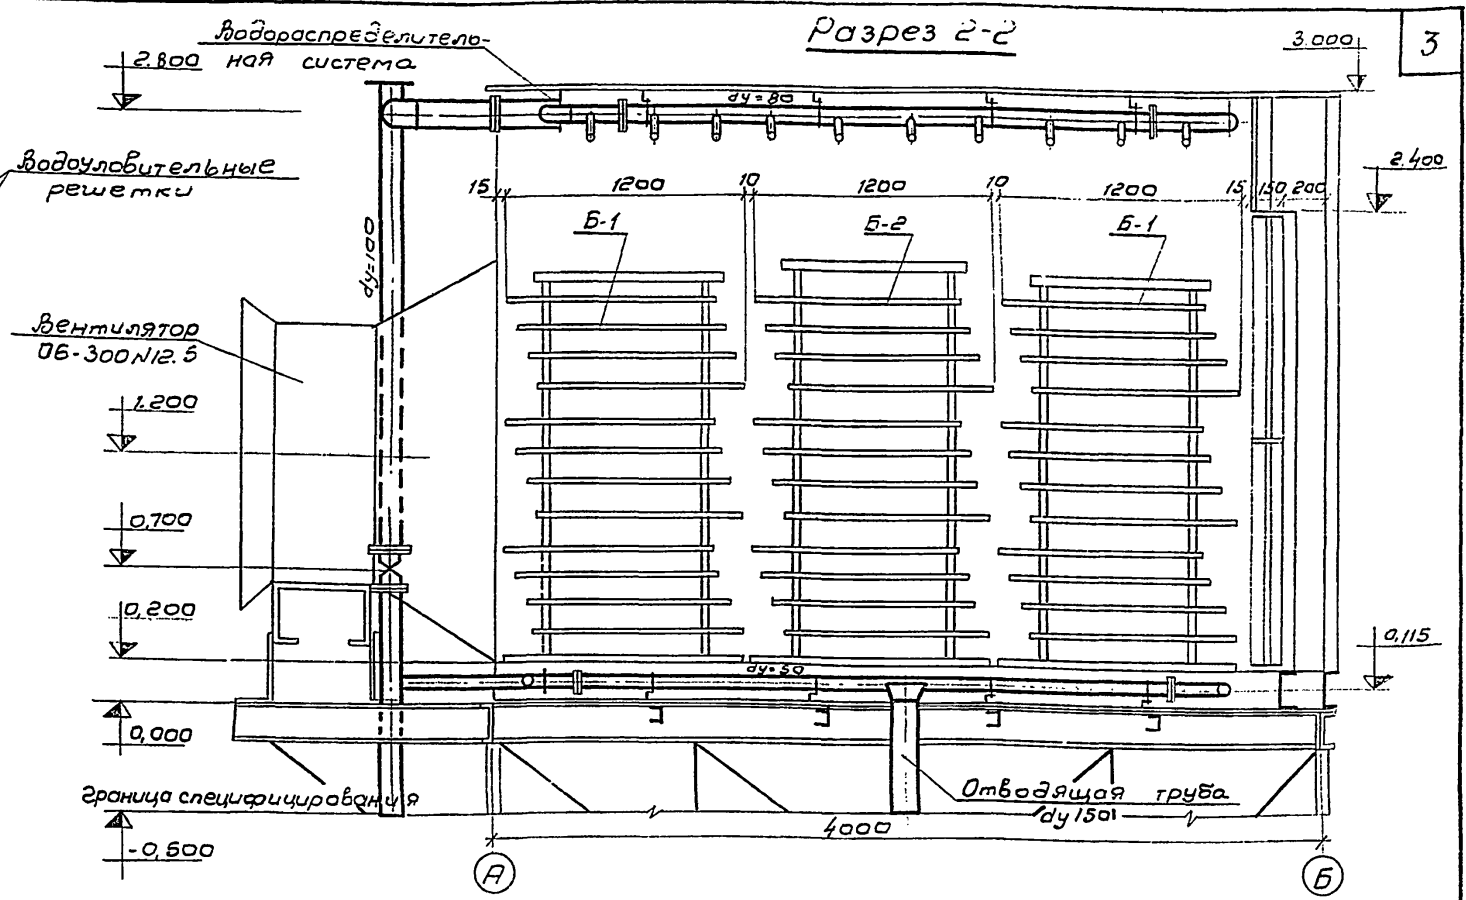 Разрез 2-2
3
Водораспределитель-
ная система
2.800
3.000
dy=80
Водоуловительные
решетки
2.400
15 1200 10 1200 10 1200 15 150 200
Б-1
Б-2
Б-1
dy=100
Вентилятор
06-300 N12.5
1.200
0,700
0,200
0,115
dy=50
0,000
Граница специфицирования
Отводящая труба
dy 150
4000
-0,500
А
Б